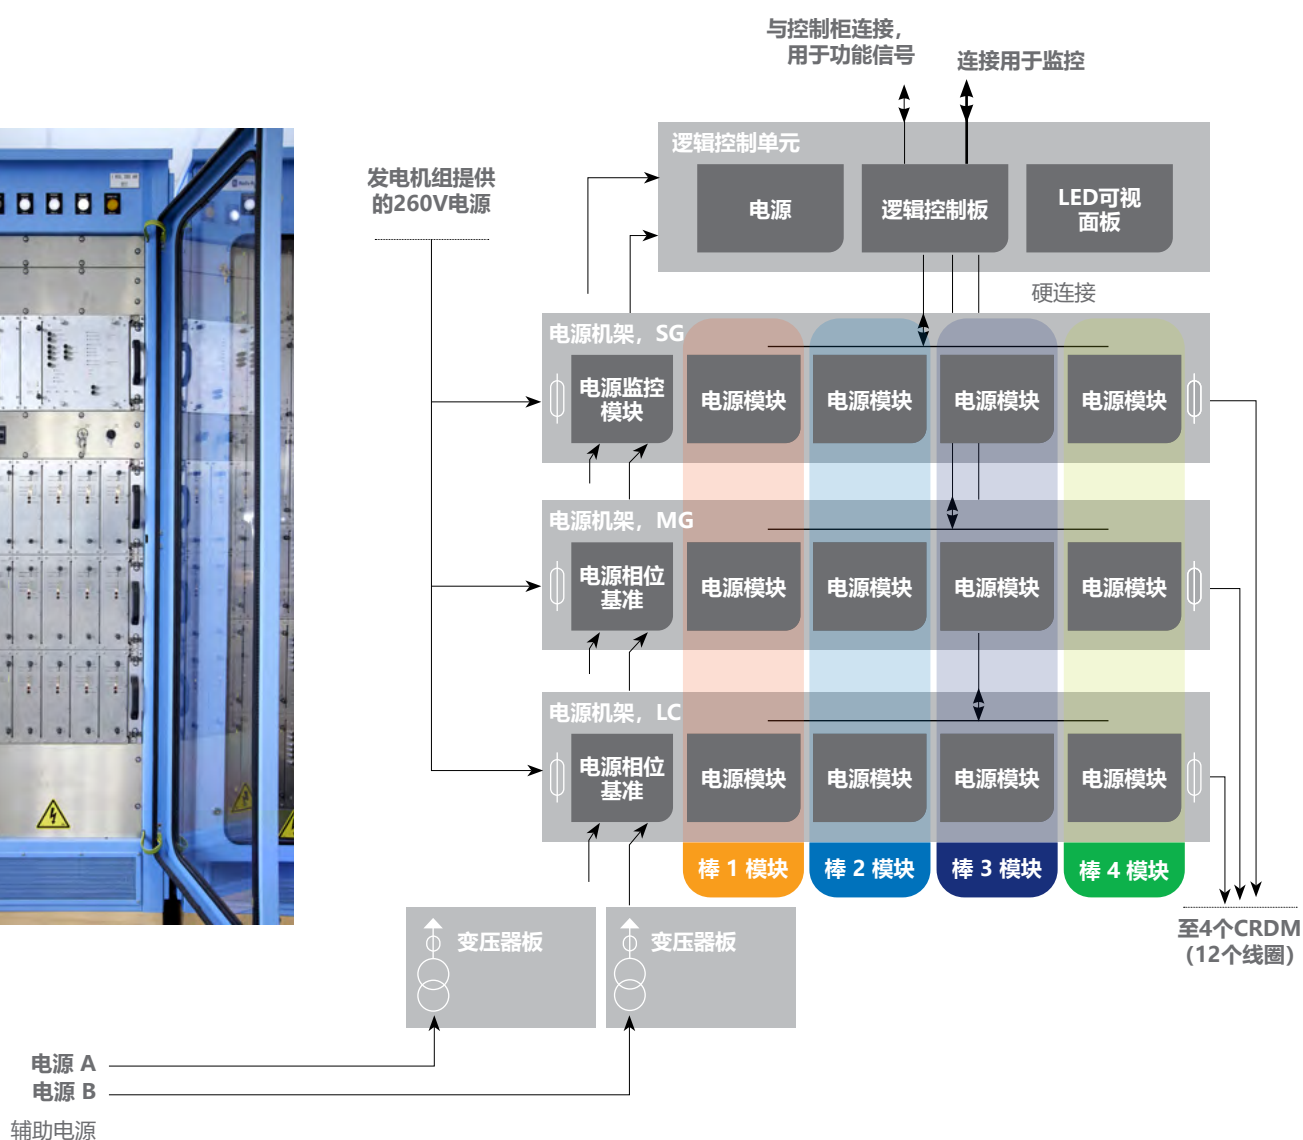 与控制柜连接，
用于功能信号
连接用于监控
逻辑控制单元
发电机组提供
的260V电源
电源
逻辑控制板
LED可视
面板
硬连接
电源机架，SG
电源监控
模块
电源模块
电源模块
电源模块
电源模块
电源机架，MG
电源相位
基准
电源模块
电源模块
电源模块
电源模块
电源机架，LC
电源相位
基准
电源模块
电源模块
电源模块
电源模块
棒 1 模块
棒 2 模块
棒 3 模块
棒 4 模块
变压器板
变压器板
至4个CRDM
（12个线圈）
电源 A
电源 B
辅助电源